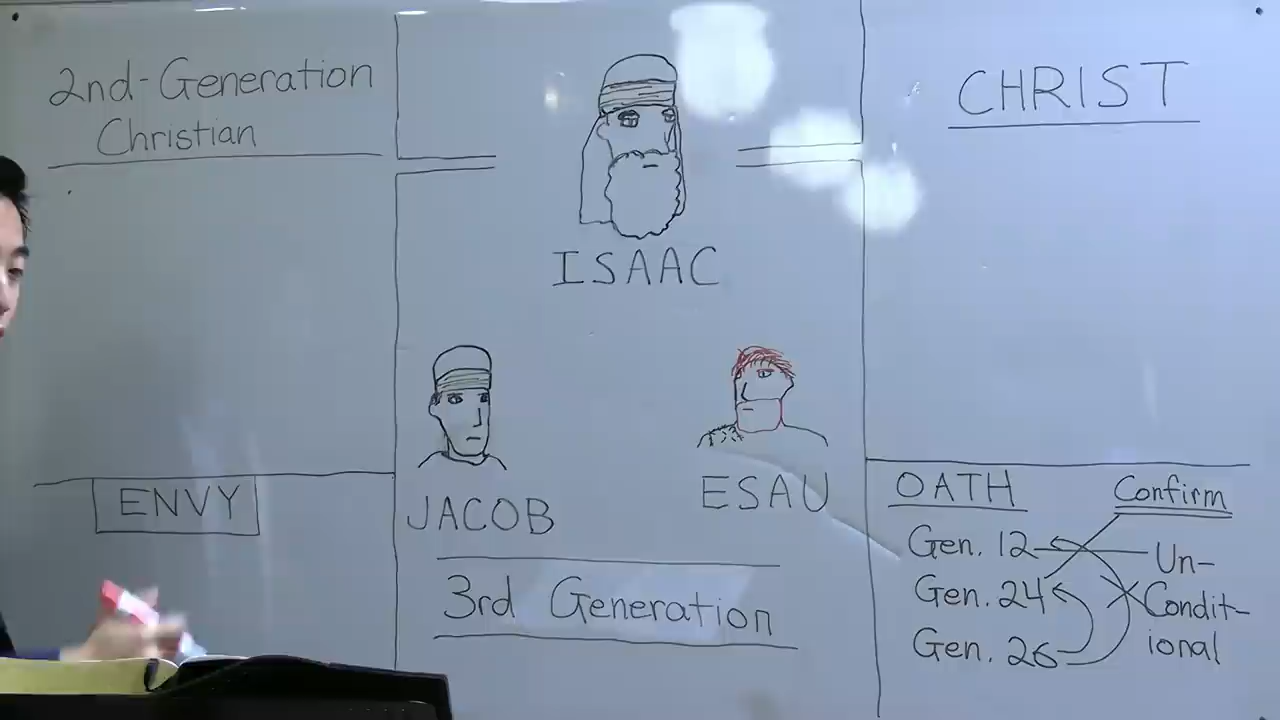 2nd-Generation
Christian
ENVY
ISAAC
JACOB
ESAU
3rd Generation
CHRIST
OATH
Confirm
Gen. 12
Gen. 24
Gen. 26
Un-
Condit-
ional